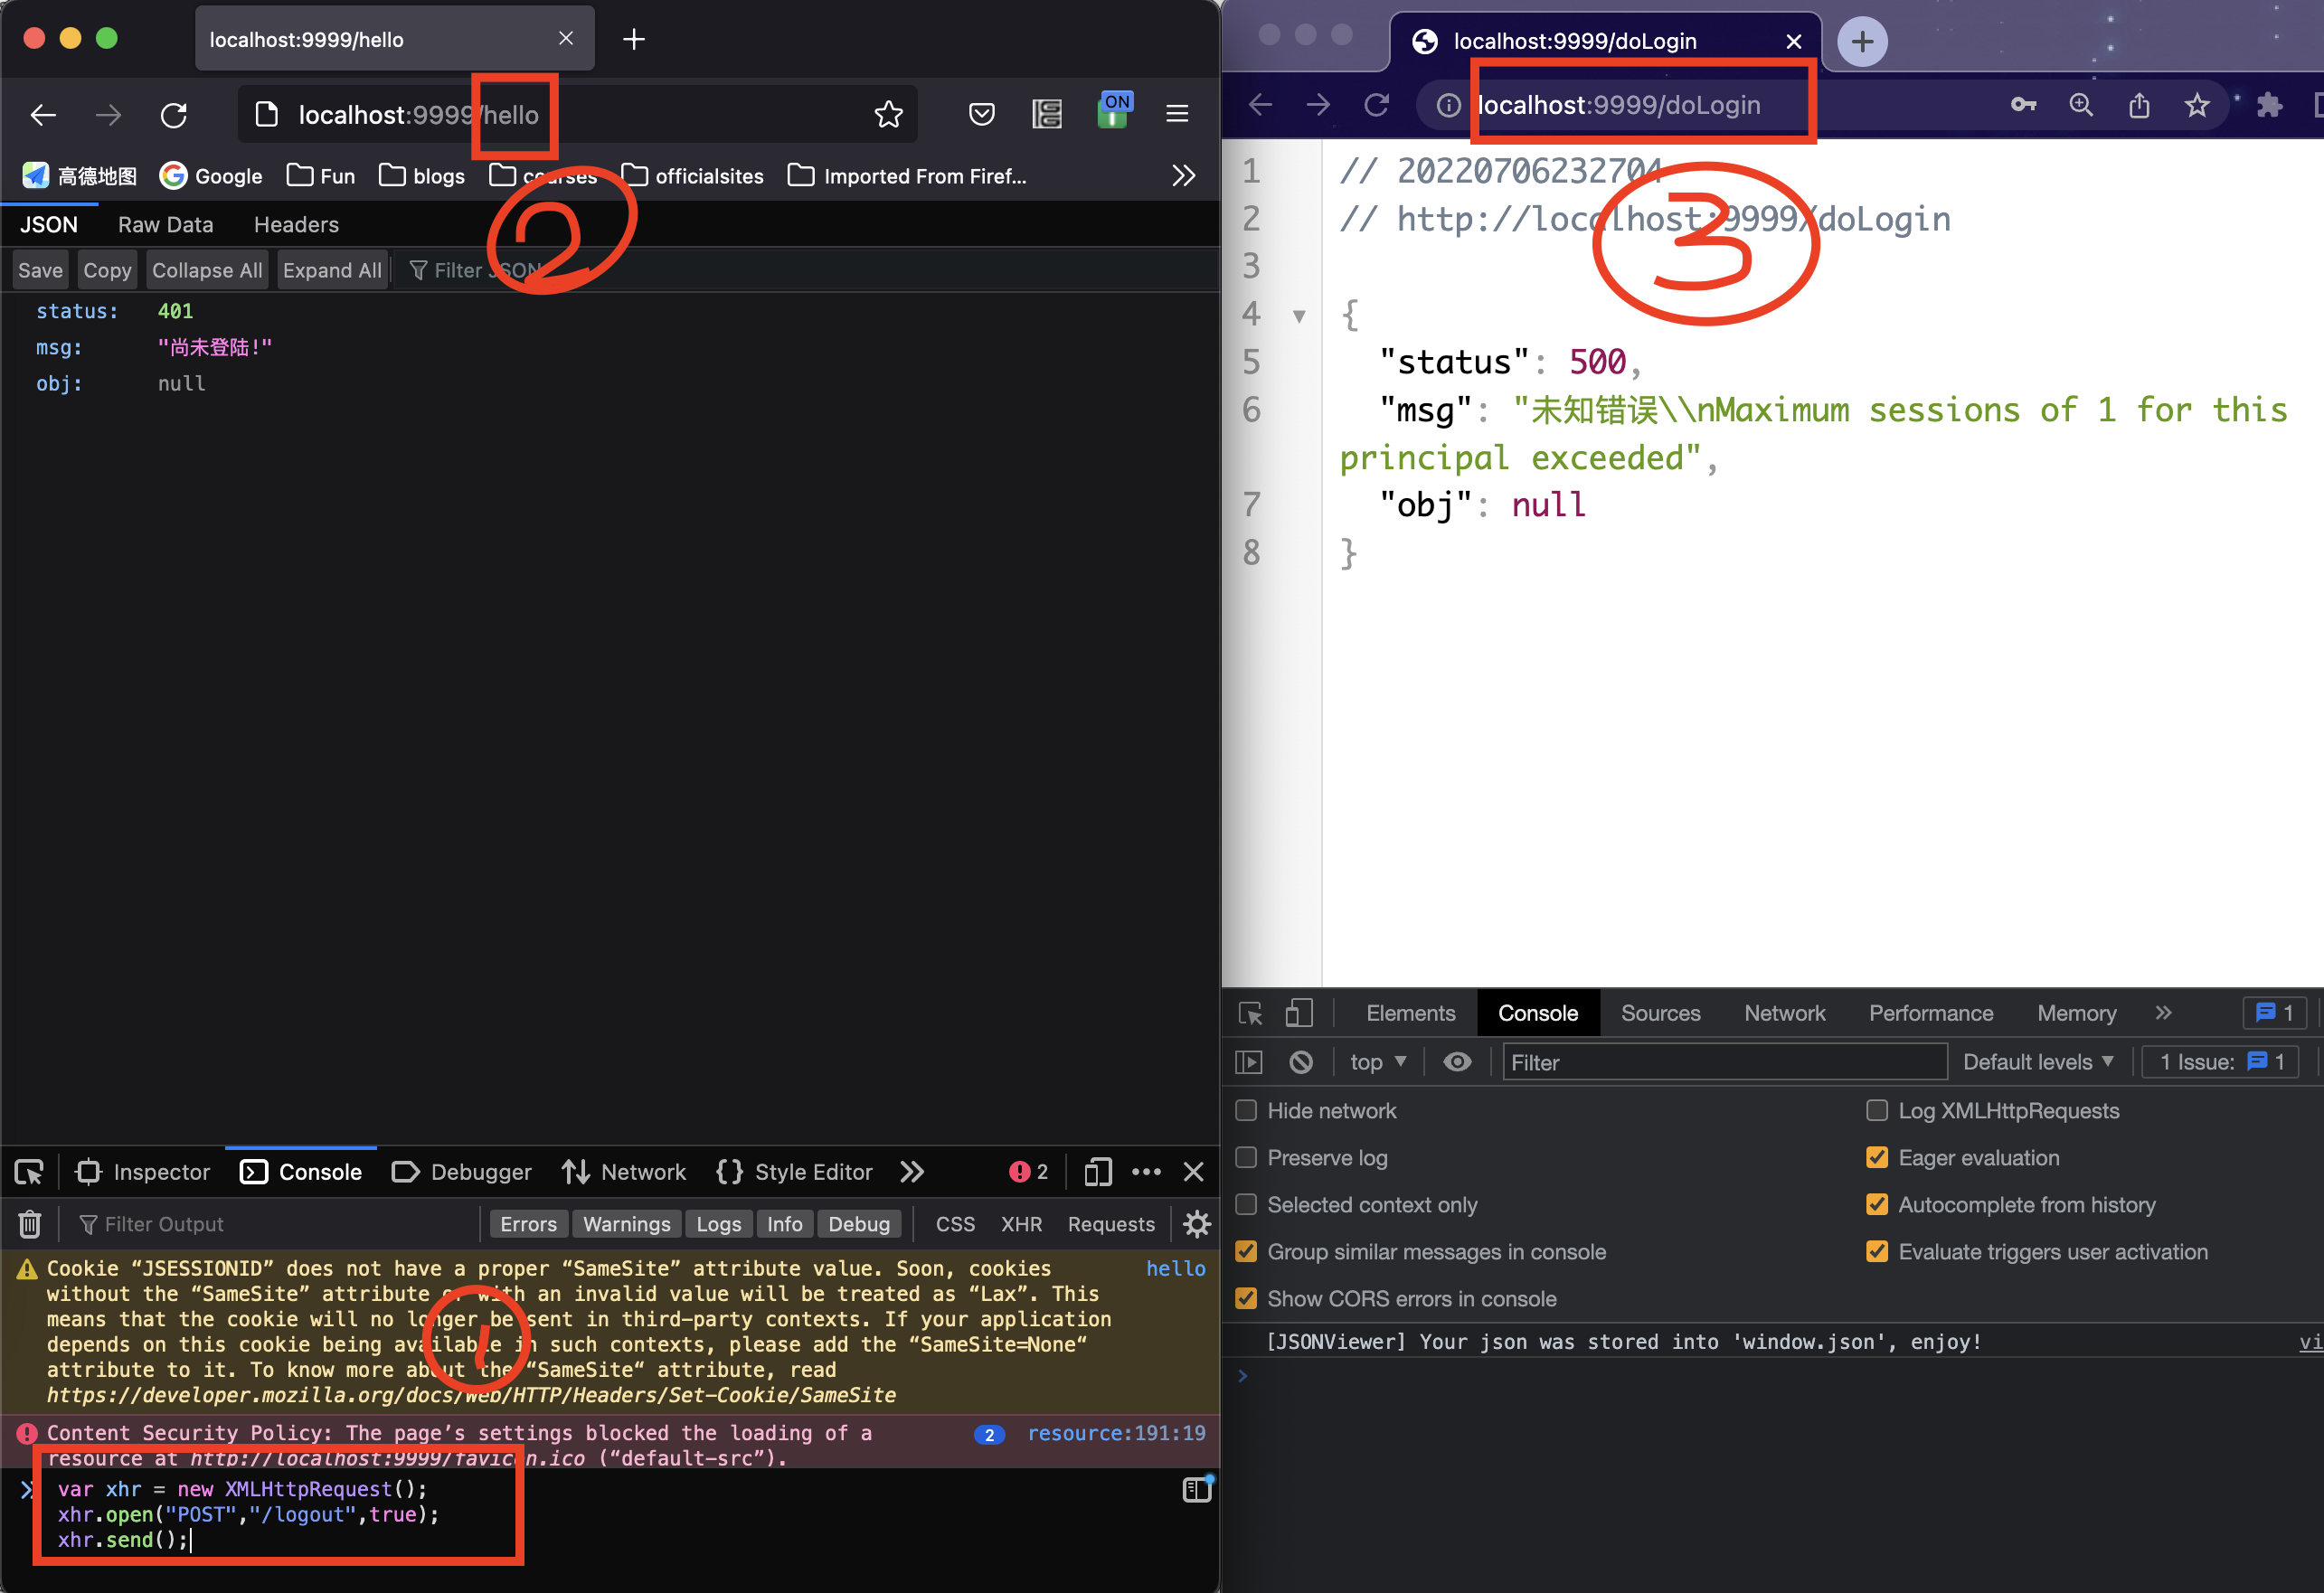 localhost:9999/hello
localhost:9999/hello
高德地图 Google Fun blogs courses officialsites Imported From Firef...
JSON Raw Data Headers
Save Copy Collapse All Expand All Filter JSON
status: 401
msg: "尚未登陆!"
obj: null
2
Inspector Console Debugger Network Style Editor 2
Filter Output Errors Warnings Logs Info Debug CSS XHR Requests
Cookie “JSESSIONID” does not have a proper “SameSite” attribute value. Soon, cookies hello
without the “SameSite” attribute or with an invalid value will be treated as “Lax”. This
means that the cookie will no longer be sent in third-party contexts. If your application
depends on this cookie being available in such contexts, please add the “SameSite=None“
attribute to it. To know more about the “SameSite“ attribute, read
https://developer.mozilla.org/docs/Web/HTTP/Headers/Set-Cookie/SameSite
1
Content Security Policy: The page’s settings blocked the loading of a 2 resource:191:19
resource at http://localhost:9999/favicon.ico (“default-src”).
var xhr = new XMLHttpRequest();
xhr.open("POST","/logout",true);
xhr.send();
localhost:9999/doLogin
localhost:9999/doLogin
ON
1 // 20220706232704
2 // http://localhost:9999/doLogin
3
4 {
5 "status": 500,
6 "msg": "未知错误\\nMaximum sessions of 1 for this
principal exceeded",
7 "obj": null
8 }
3
Elements Console Sources Network Performance Memory 1
top Filter Default levels 1 Issue: 1
Hide network Log XMLHttpRequests
Preserve log Eager evaluation
Selected context only Autocomplete from history
Group similar messages in console Evaluate triggers user activation
Show CORS errors in console
[JSONViewer] Your json was stored into 'window.json', enjoy! vi